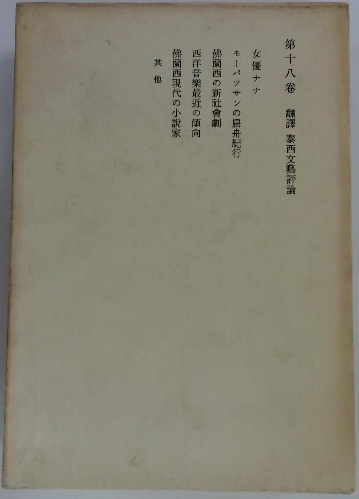 第十八卷　飜譯 泰西文藝評論
女優ナナ
モーパツサンの扁舟紀行
佛蘭西の新社會劇
西洋音樂最近の傾向
佛蘭西現代の小說家
其他